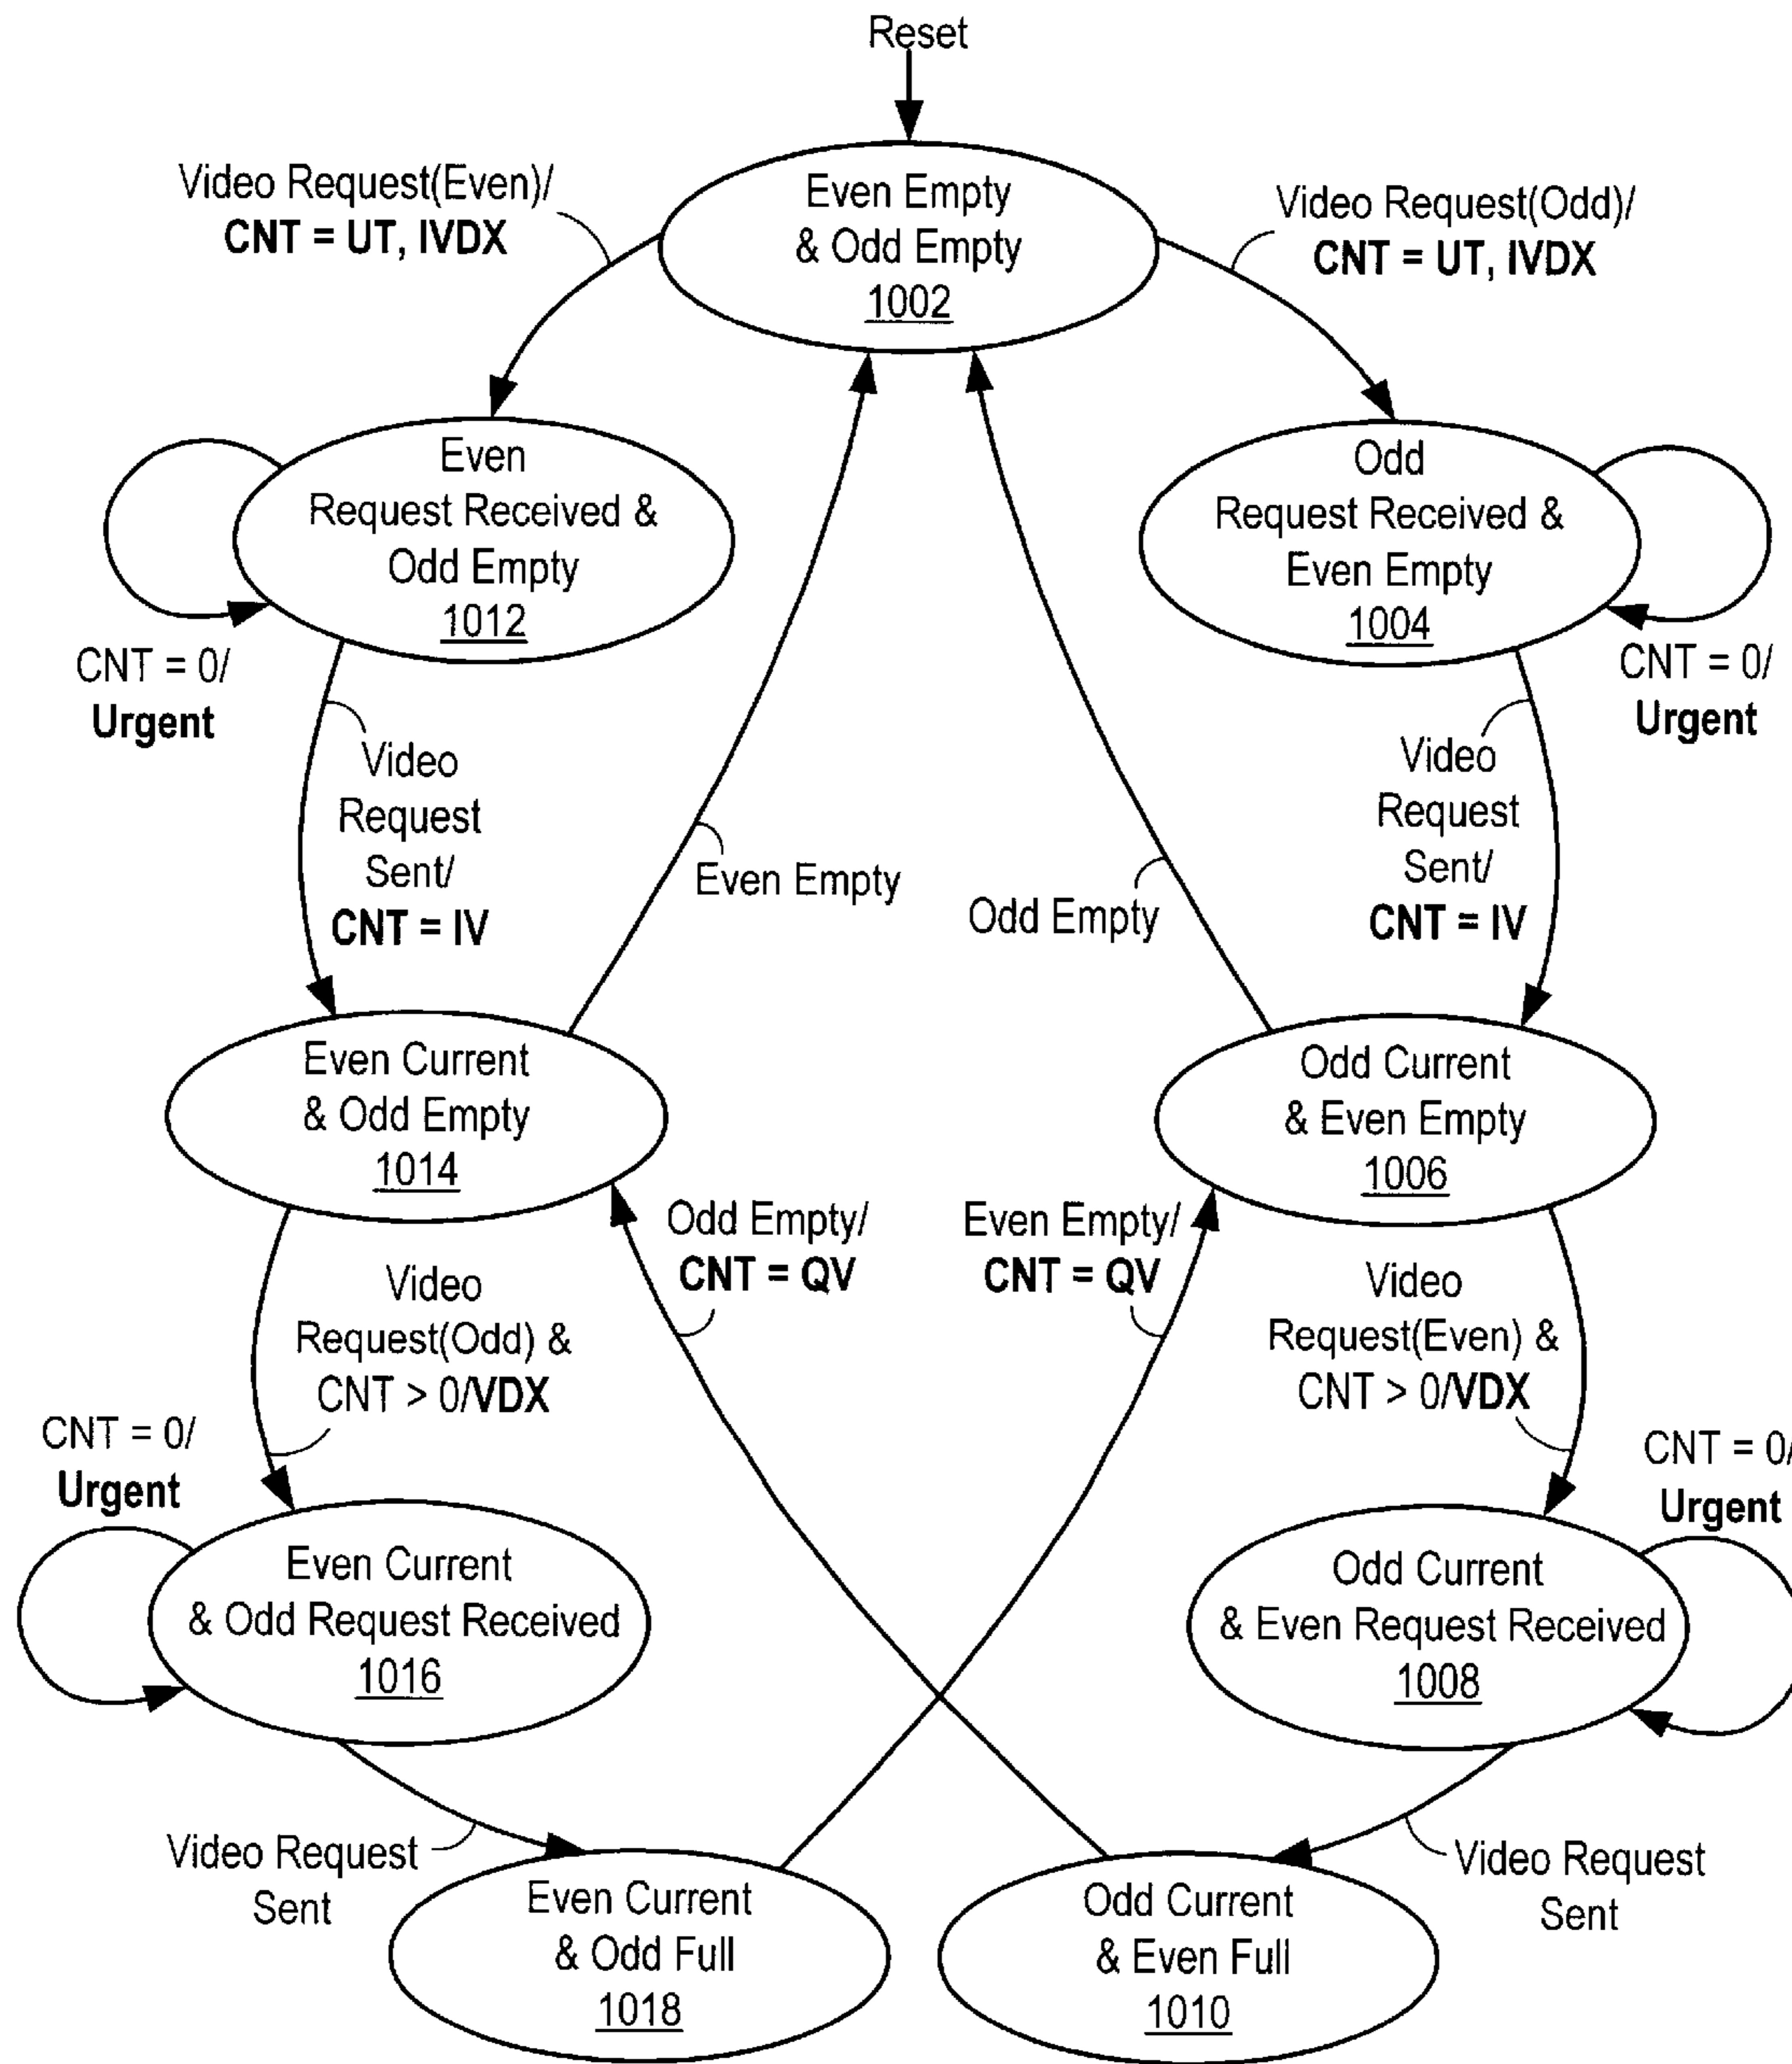 Reset
Video Request(Even)/
CNT = UT, IVDX
Even Empty
& Odd Empty
1002
Video Request(Odd)/
CNT = UT, IVDX
Even
Request Received &
Odd Empty
1012
Odd
Request Received &
Even Empty
1004
CNT = 0/
Urgent
Video
Request
Sent/
CNT = IV
Even Empty
Odd Empty
Video
Request
Sent/
CNT = IV
CNT = 0/
Urgent
Even Current
& Odd Empty
1014
Odd Current
& Even Empty
1006
Video
Request(Odd) &
CNT > 0/VDX
Odd Empty/
CNT = QV
Even Empty/
CNT = QV
Video
Request(Even) &
CNT > 0/VDX
CNT = 0/
Urgent
CNT = 0/
Urgent
Even Current
& Odd Request Received
1016
Odd Current
& Even Request Received
1008
Video Request
Sent
Even Current
& Odd Full
1018
Odd Current
& Even Full
1010
Video Request
Sent